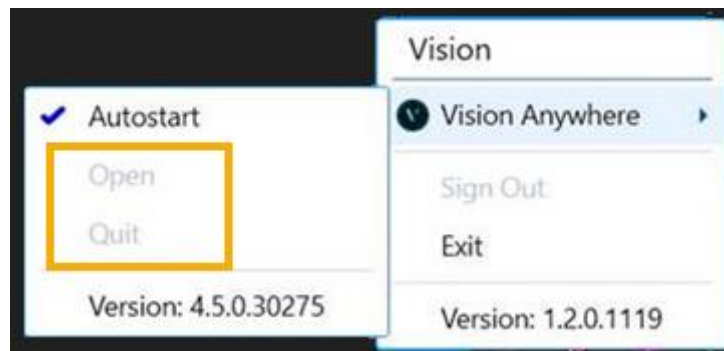 Vision
Vision Anywhere
Sign Out
Exit
Version: 1.2.0.1119
Autostart
Open
Quit
Version: 4.5.0.30275